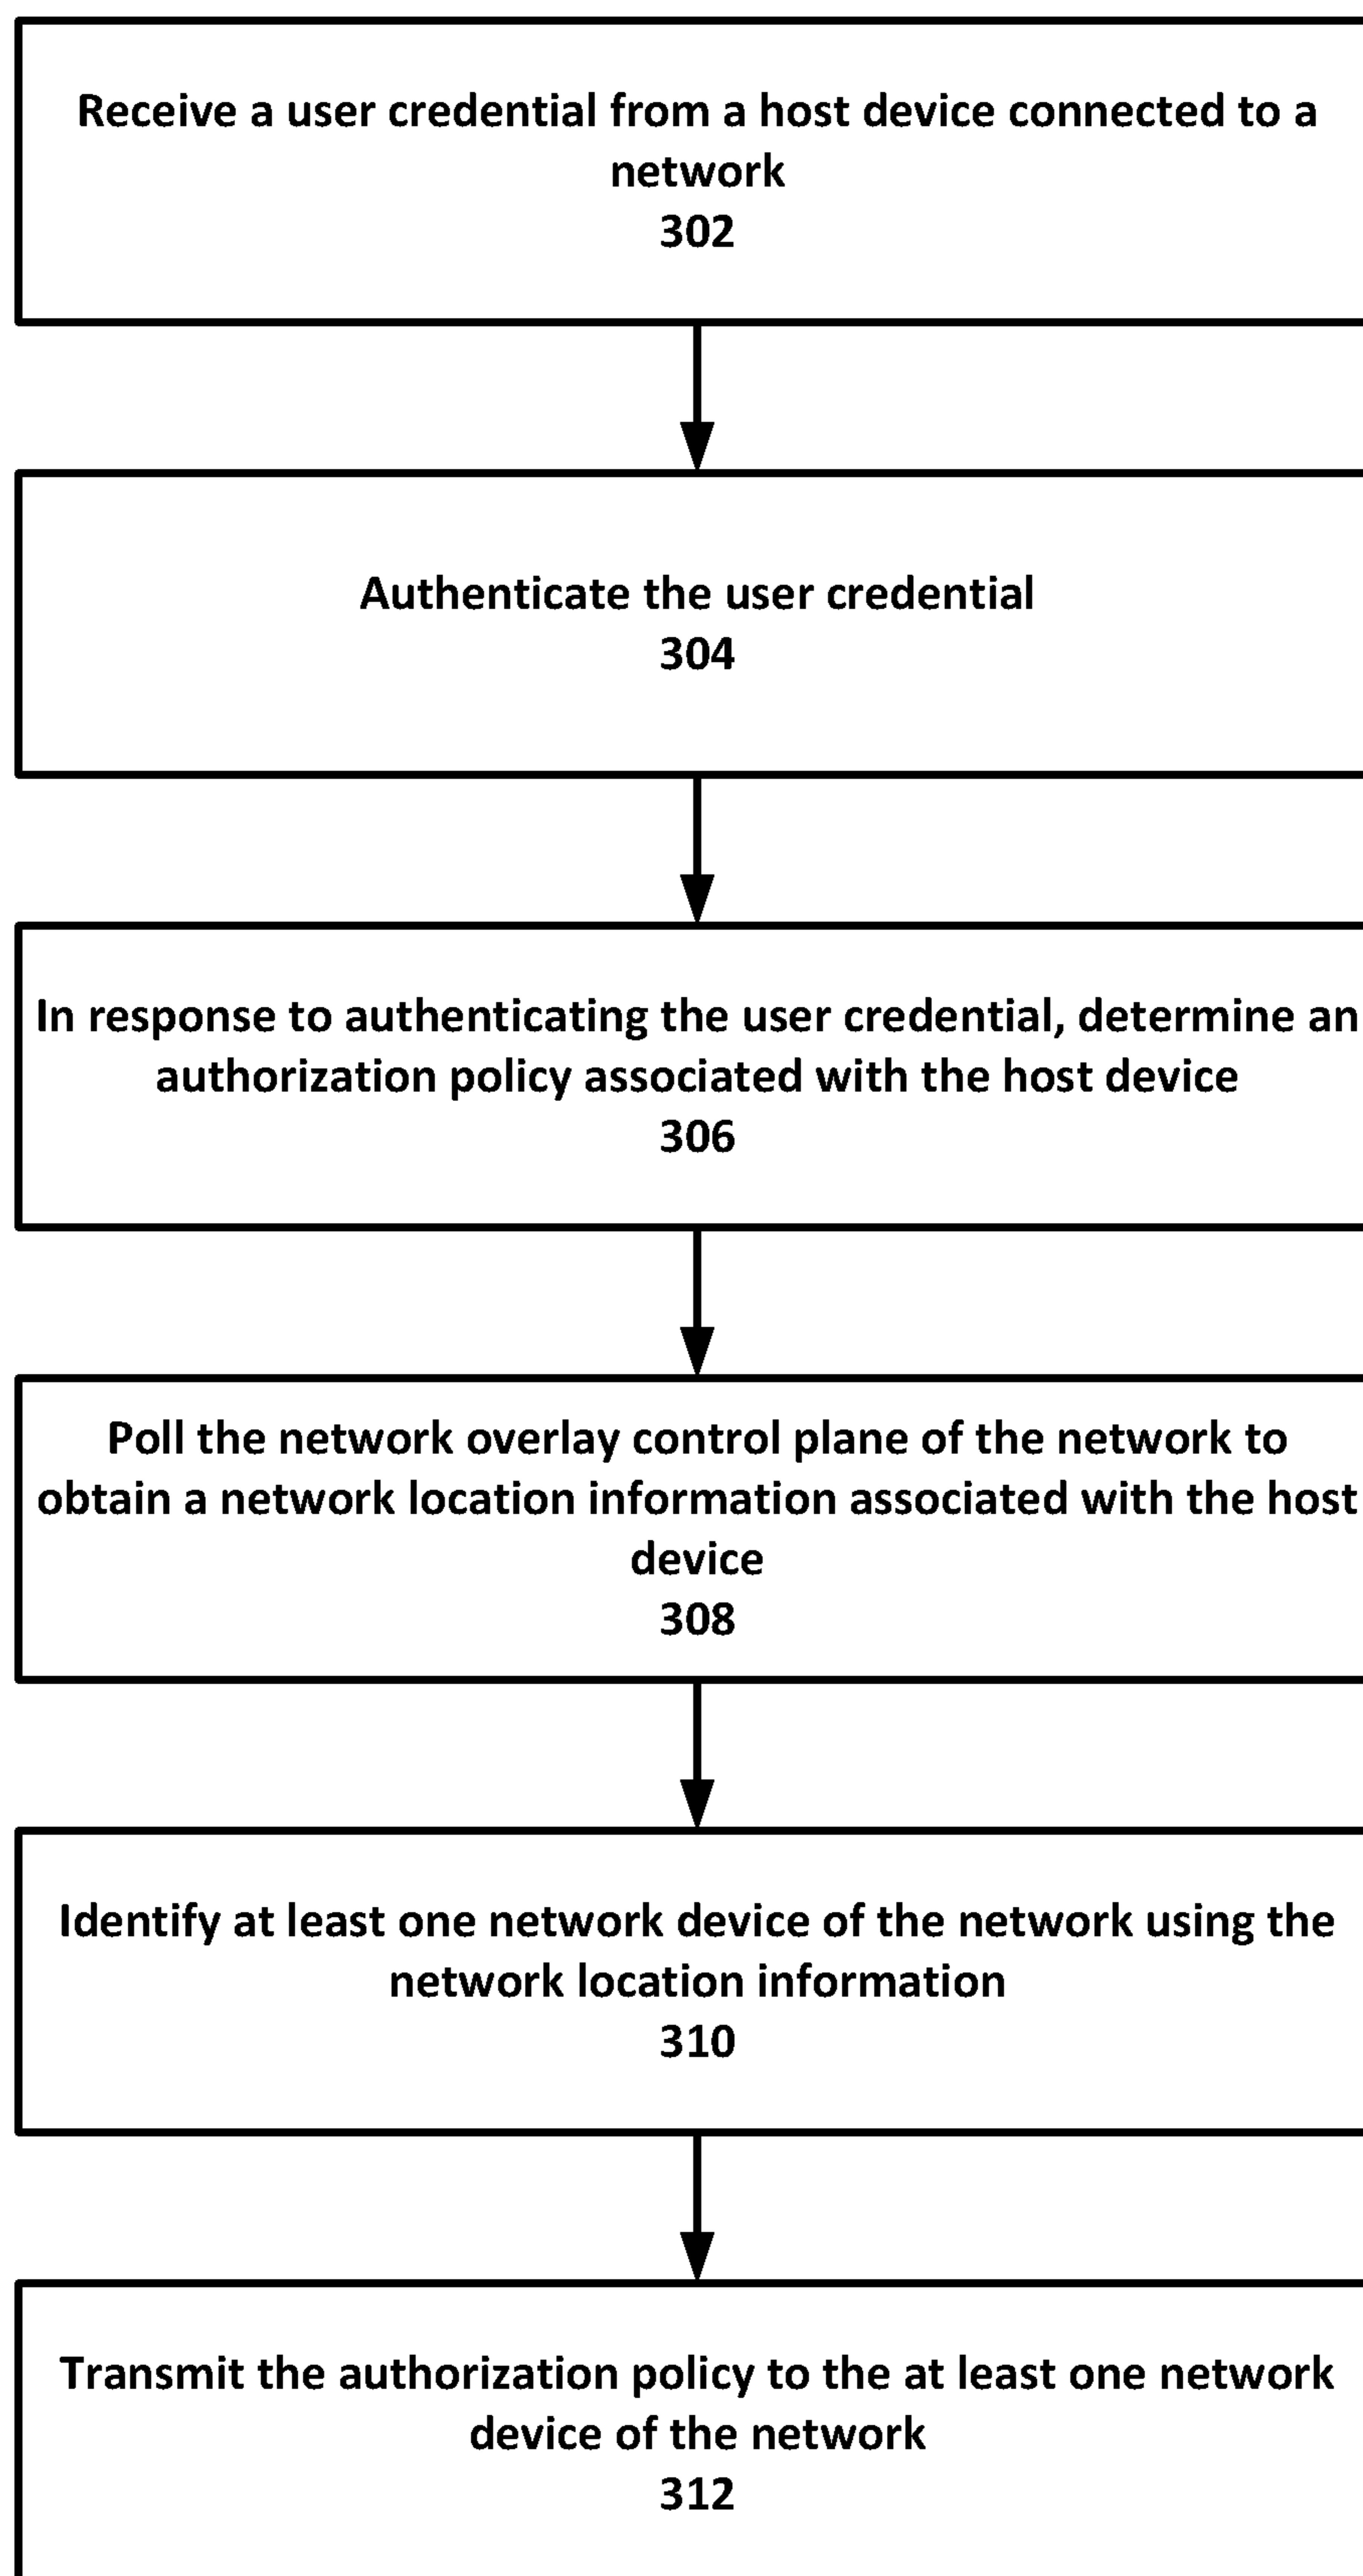 Receive a user credential from a host device connected to a
network
302
Authenticate the user credential
304
In response to authenticating the user credential, determine an
authorization policy associated with the host device
306
Poll the network overlay control plane of the network to
obtain a network location information associated with the host
device
308
Identify at least one network device of the network using the
network location information
310
Transmit the authorization policy to the at least one network
device of the network
312